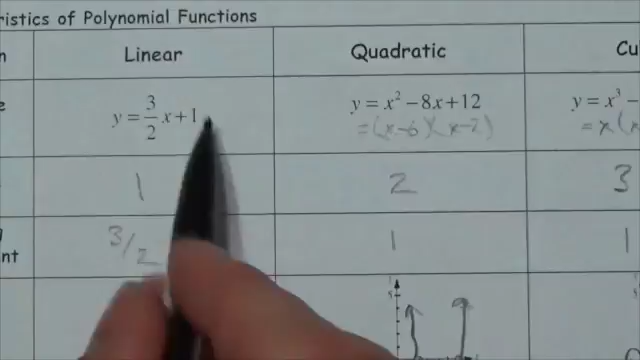 ristics of Polynomial Functions
n Linear Quadratic Cu
e y = 3/2 x + 1 y = x² − 8x + 12 y = x³ −
= (x−6)(x−2) = x(x
1 2 3
nt 3/2 1 1
5